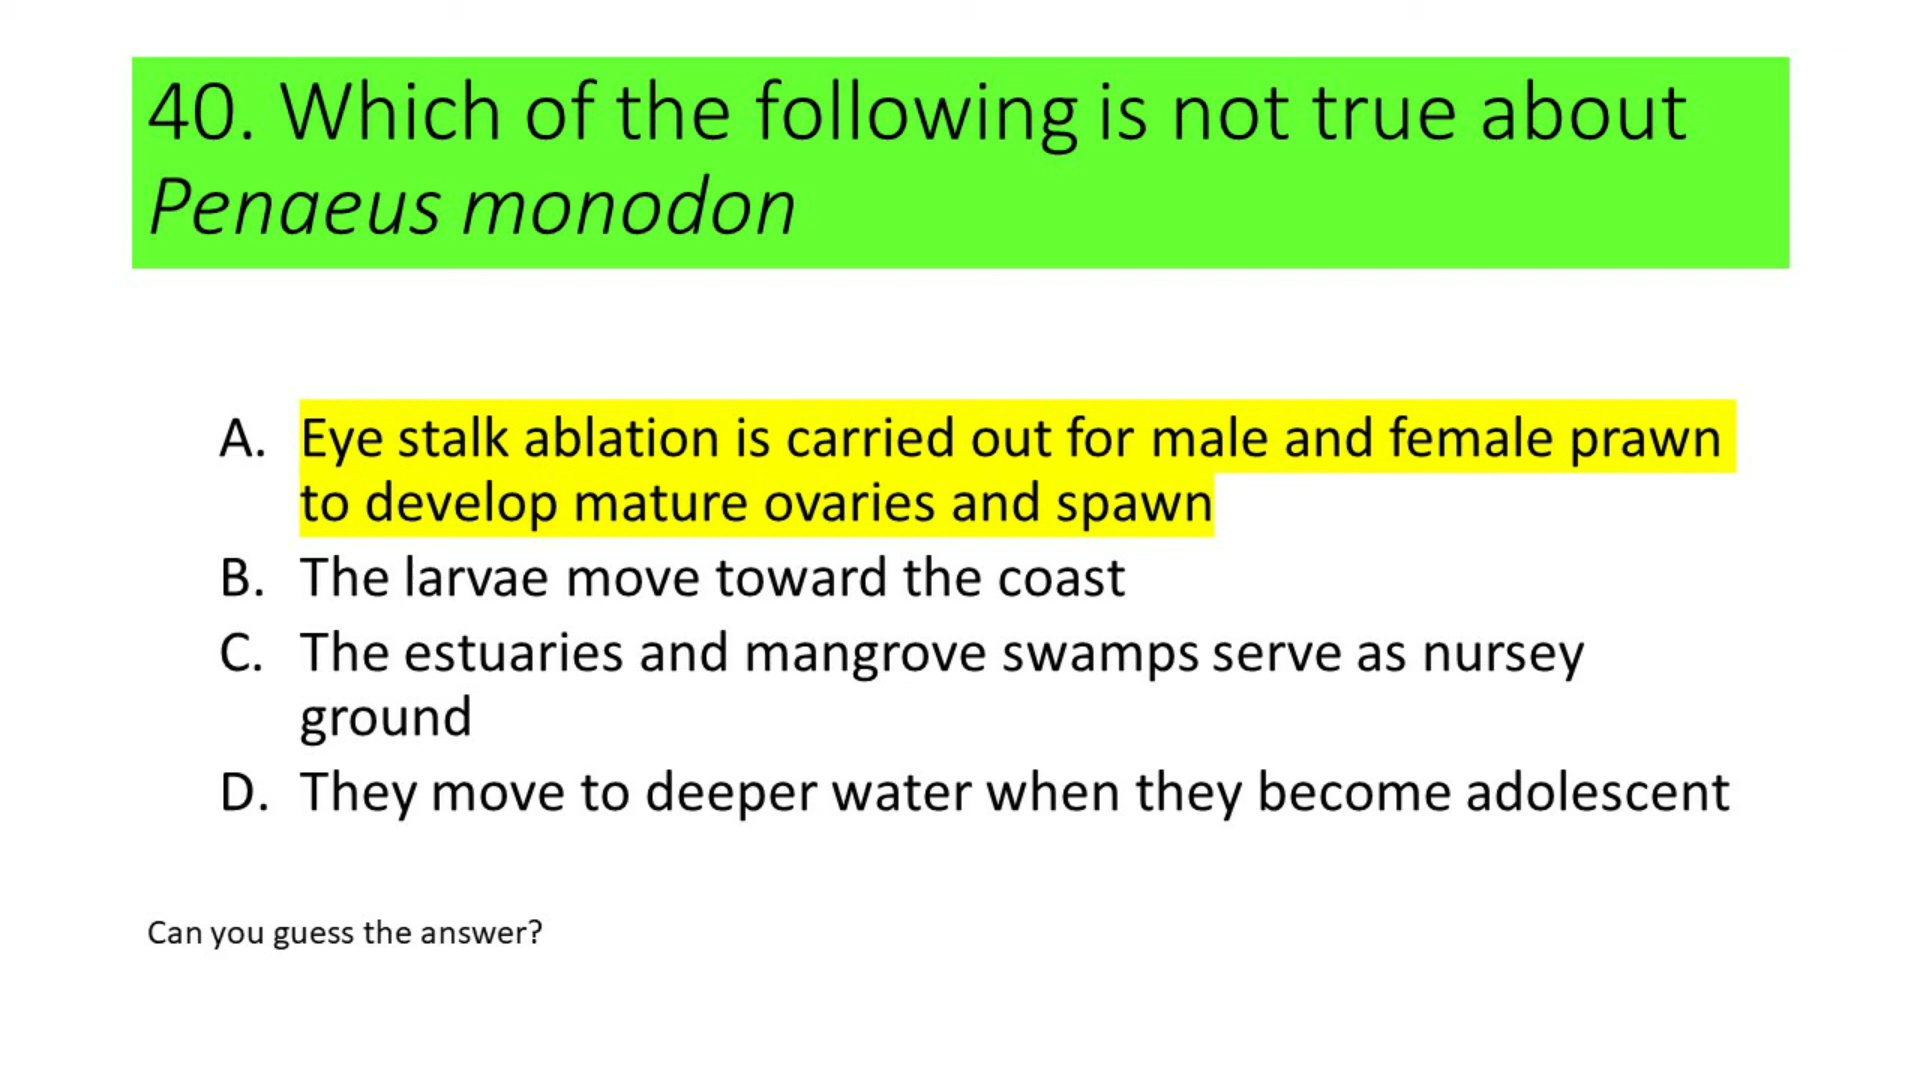 40. Which of the following is not true about
Penaeus monodon
A. Eye stalk ablation is carried out for male and female prawn
to develop mature ovaries and spawn
B. The larvae move toward the coast
C. The estuaries and mangrove swamps serve as nursey
ground
D. They move to deeper water when they become adolescent
Can you guess the answer?